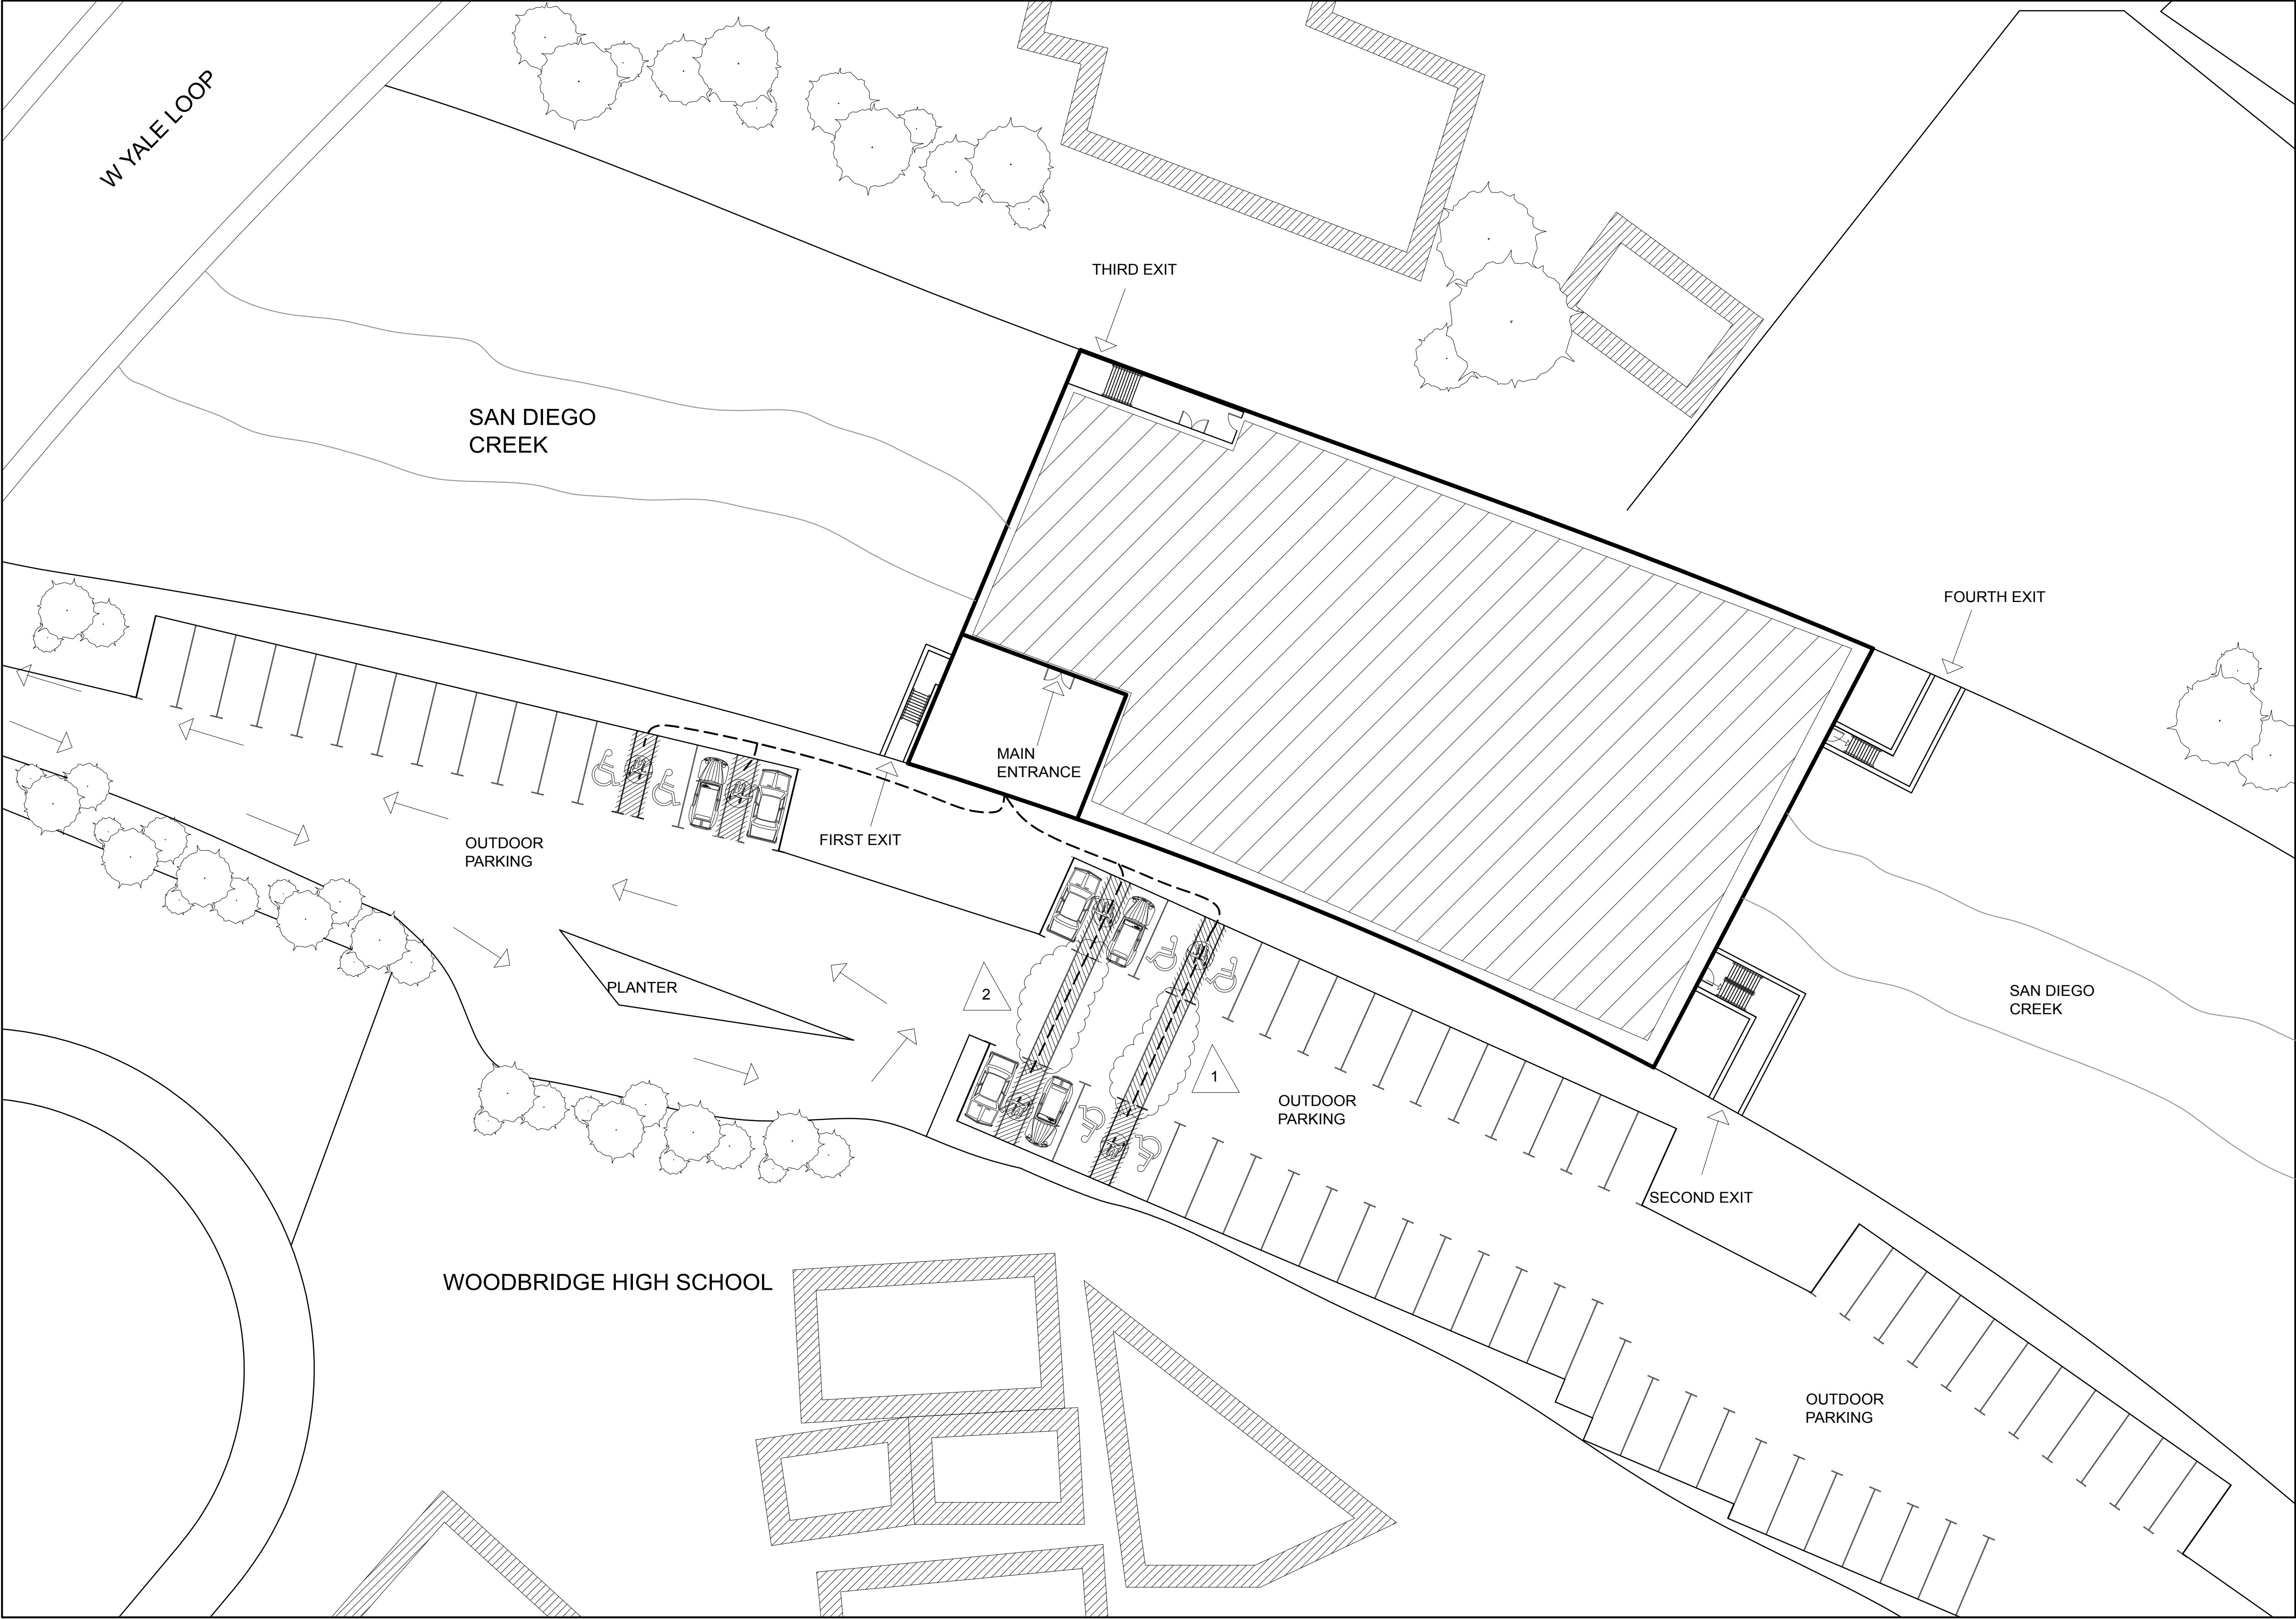 W YALE LOOP
THIRD EXIT
SAN DIEGO
CREEK
FOURTH EXIT
MAIN
ENTRANCE
FIRST EXIT
OUTDOOR
PARKING
PLANTER
2
1
SAN DIEGO
CREEK
OUTDOOR
PARKING
SECOND EXIT
WOODBRIDGE HIGH SCHOOL
OUTDOOR
PARKING